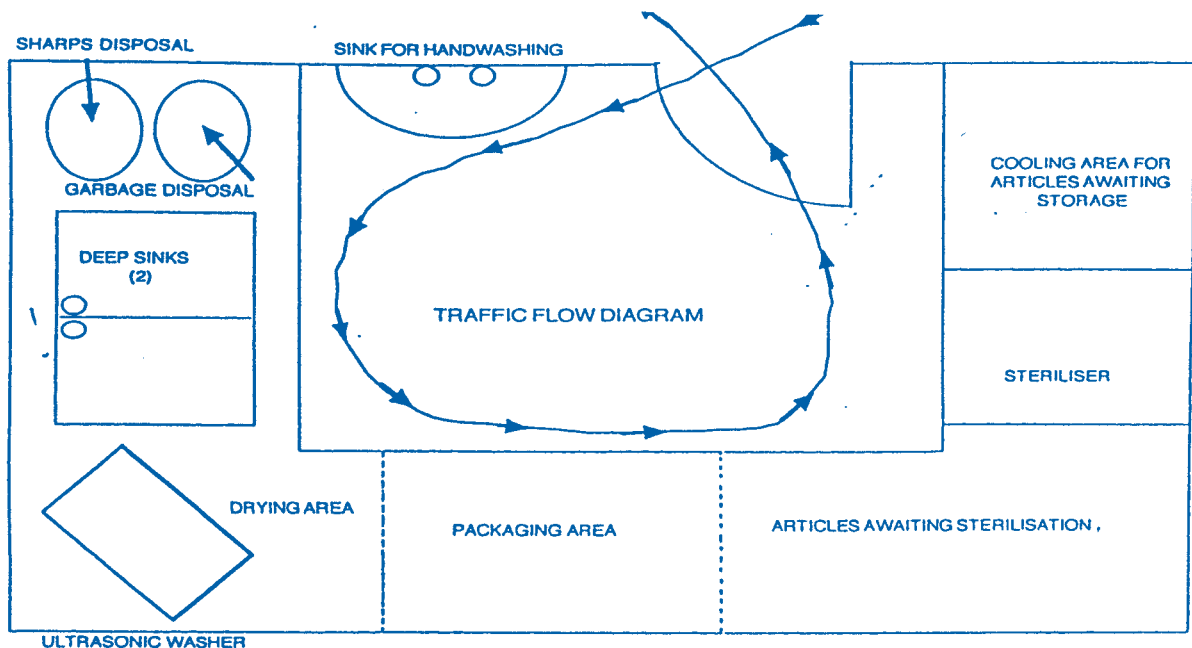 SHARPS DISPOSAL
SINK FOR HANDWASHING
GARBAGE DISPOSAL
COOLING AREA FOR
ARTICLES AWAITING
STORAGE
DEEP SINKS
(2)
TRAFFIC FLOW DIAGRAM
STERILISER
DRYING AREA
PACKAGING AREA
ARTICLES AWAITING STERILISATION
ULTRASONIC WASHER